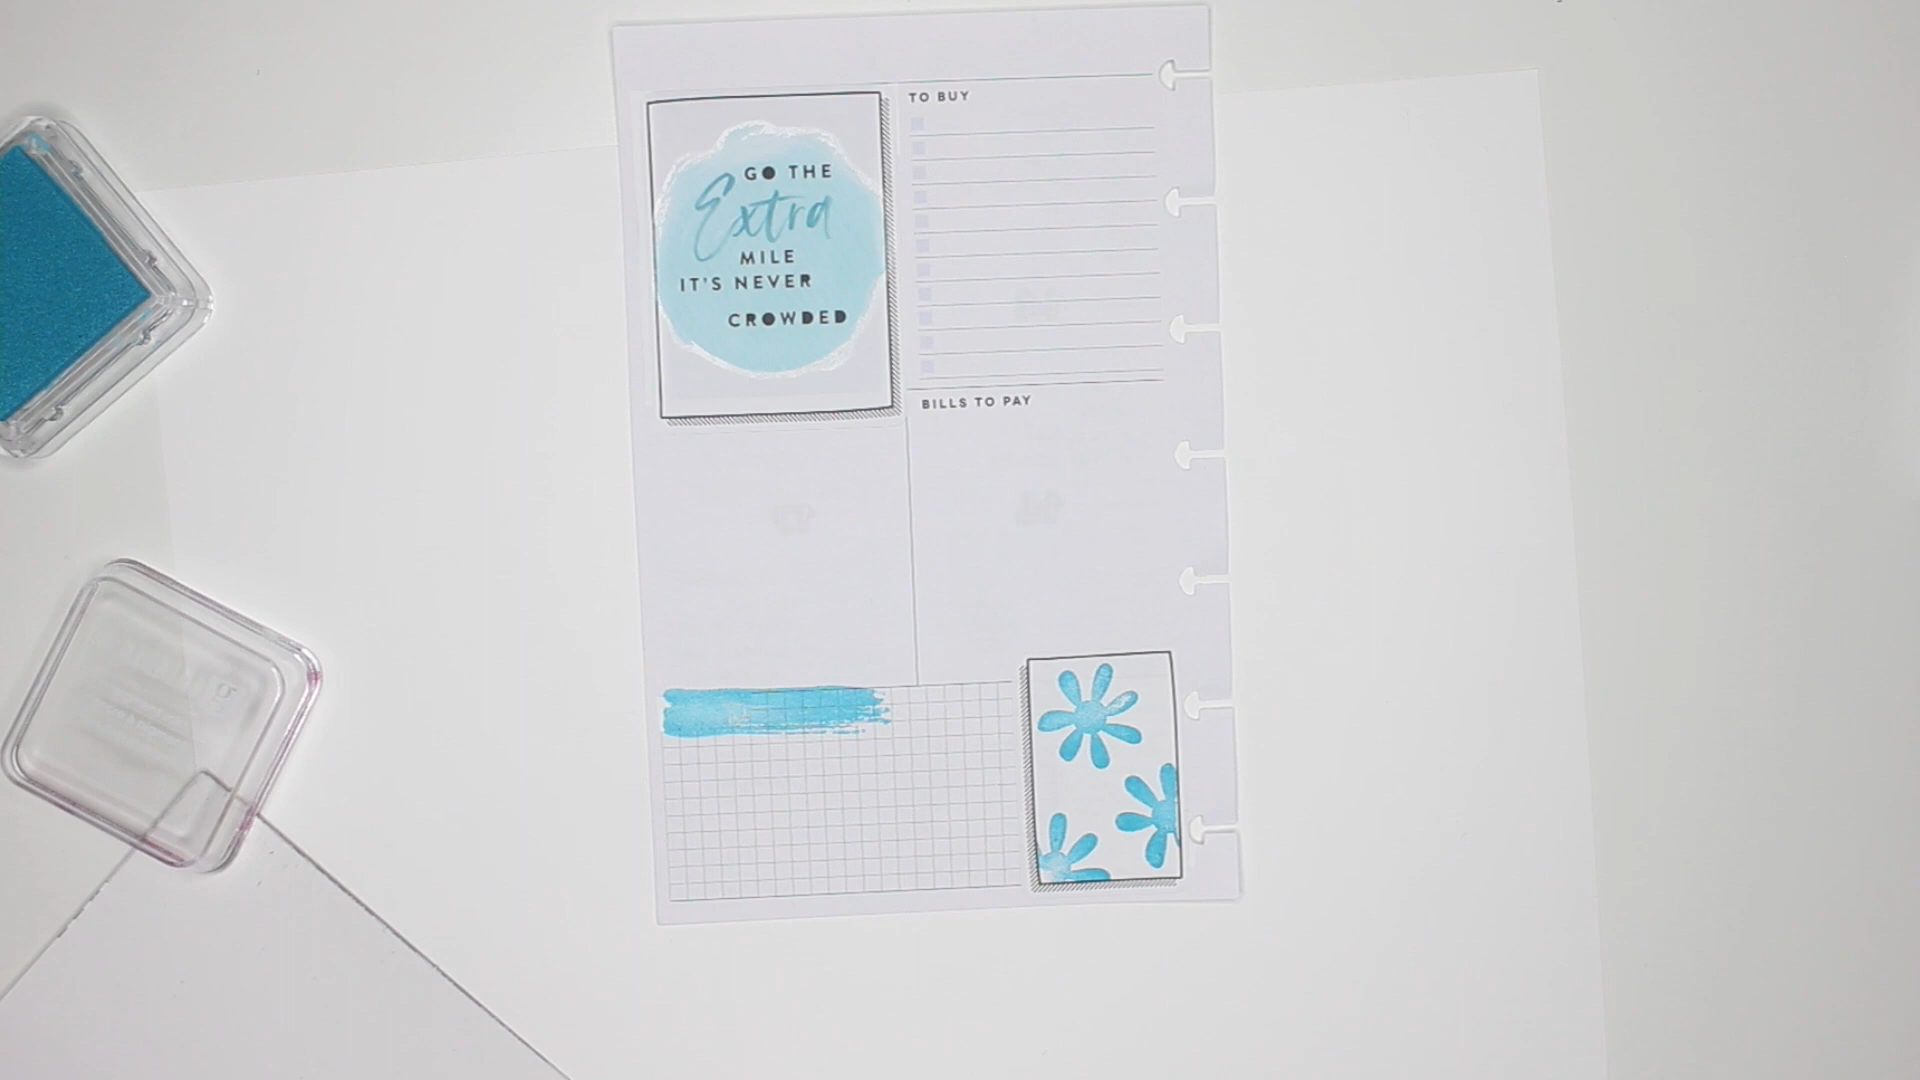 GO THE
Extra
MILE
IT'S NEVER
CROWDED
TO BUY
BILLS TO PAY